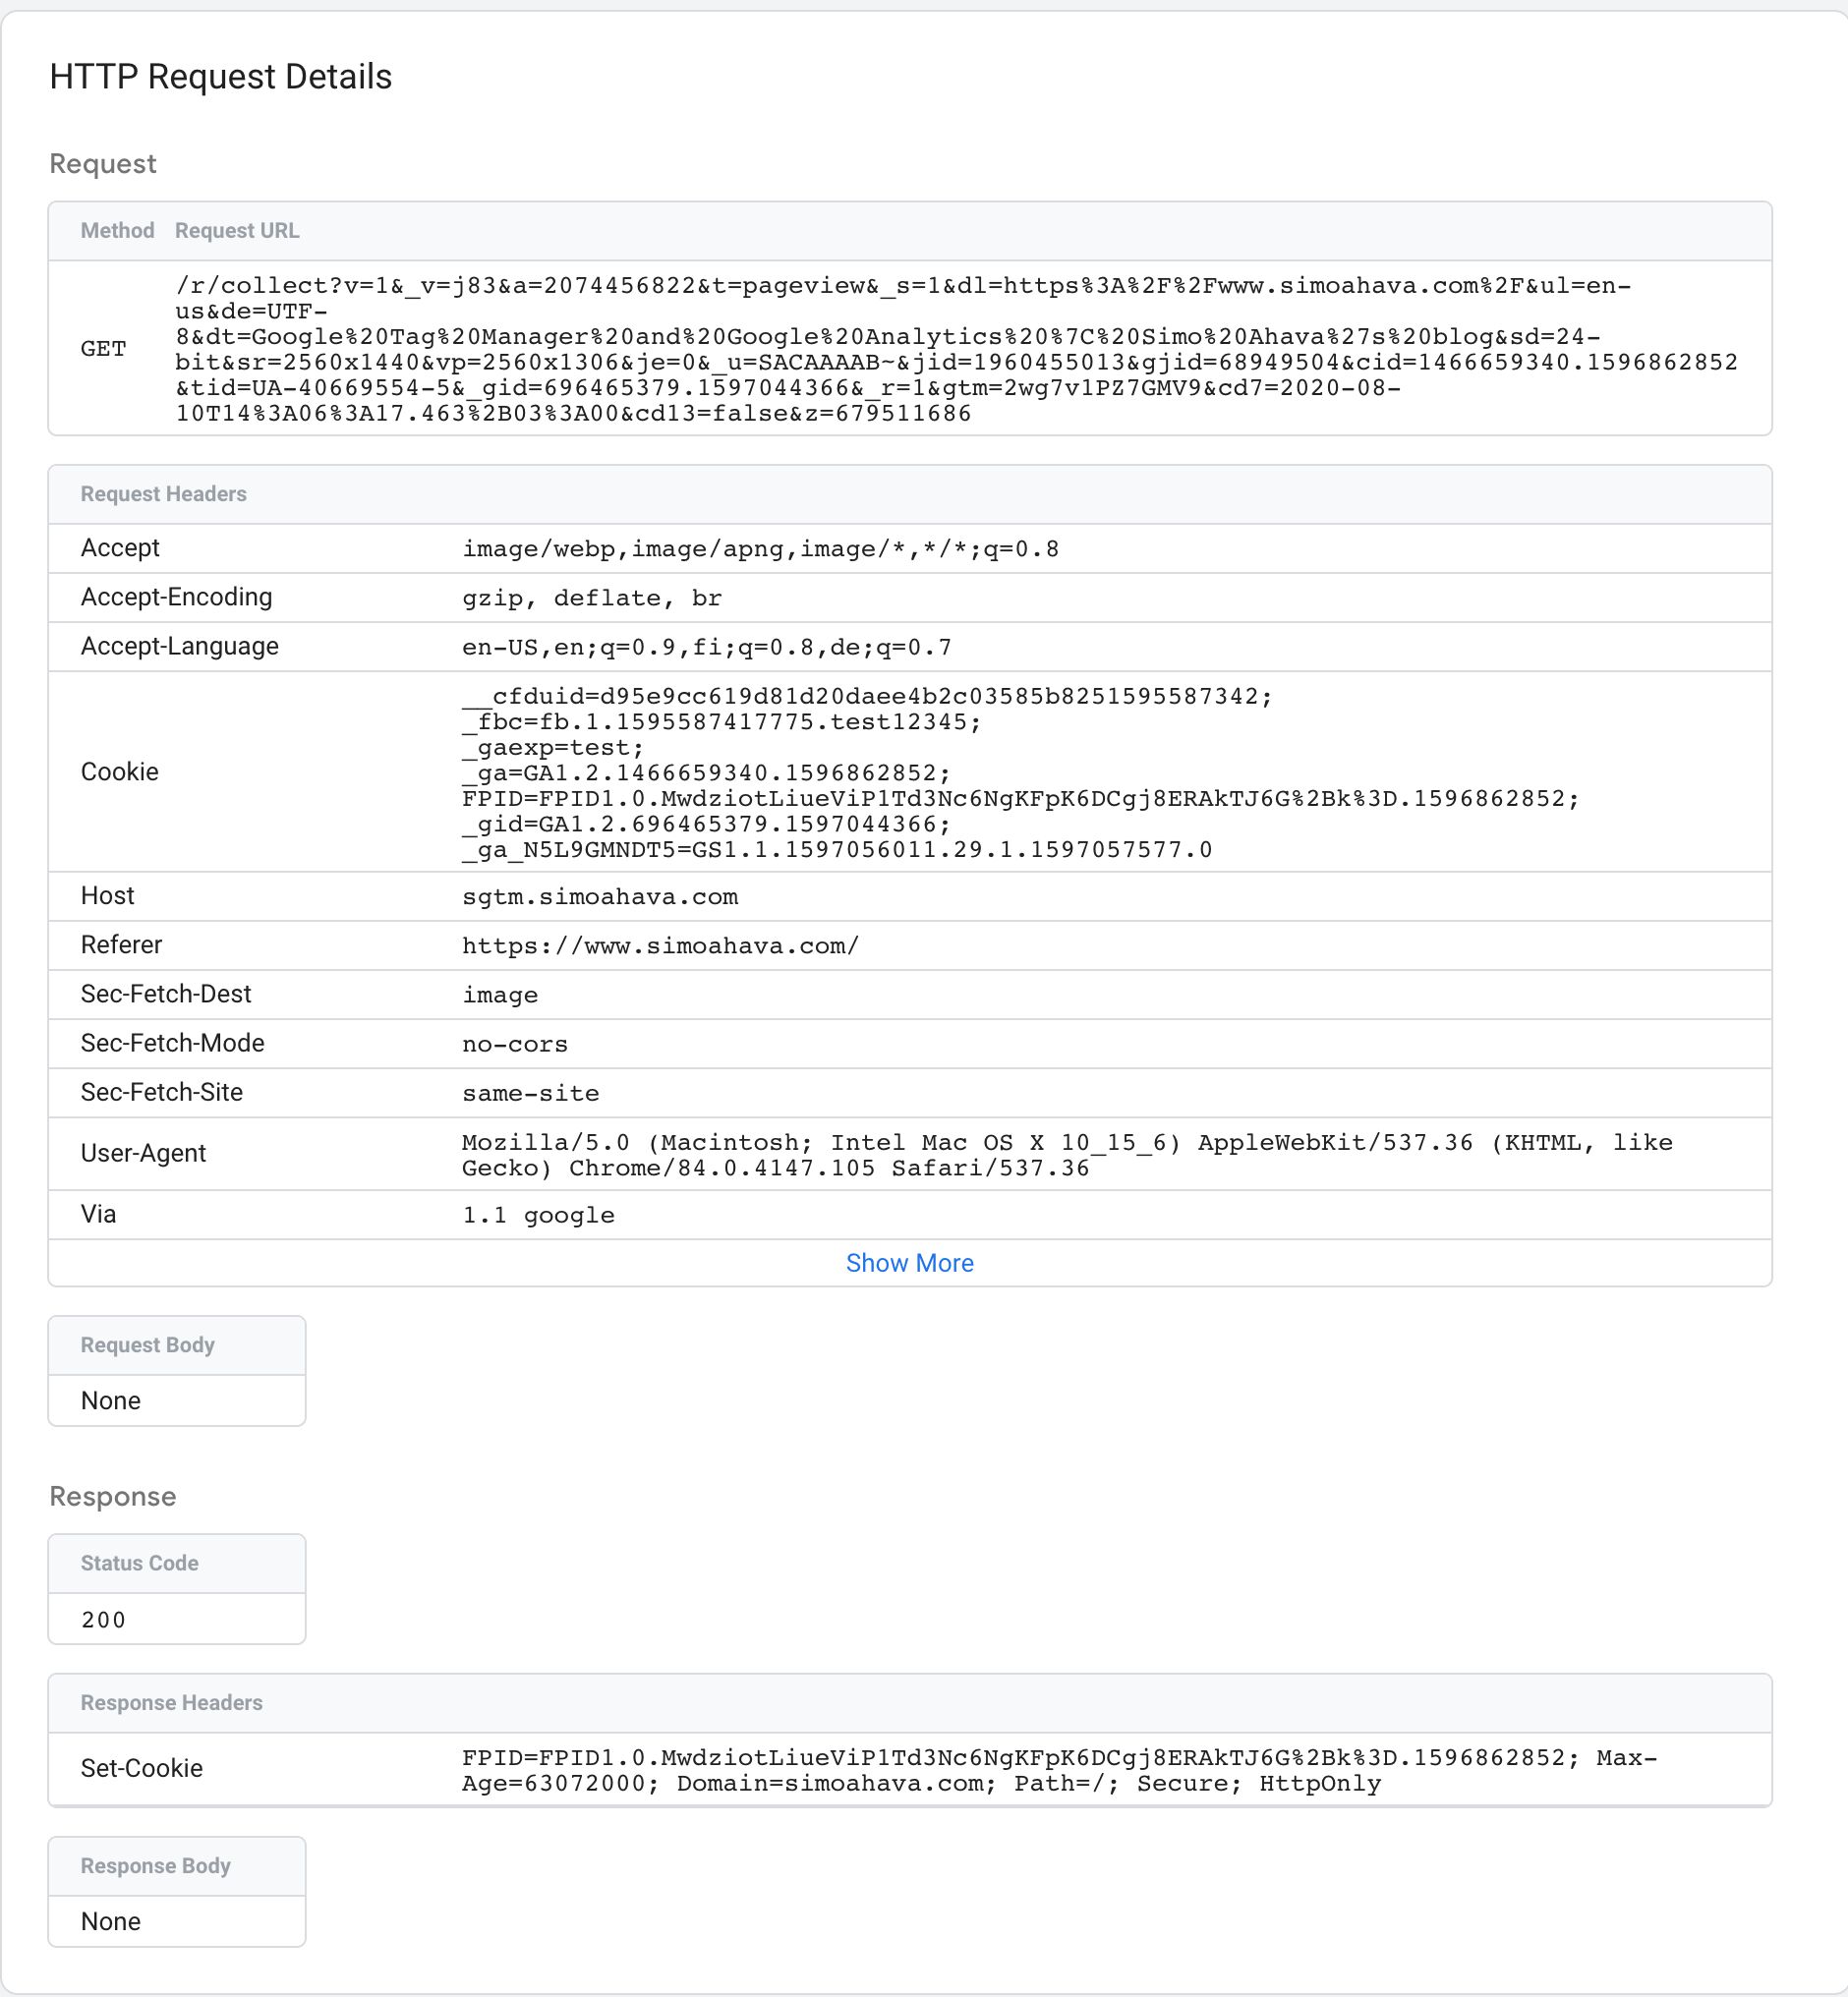 HTTP Request Details
Request
Method Request URL
GET
/r/collect?v=1&_v=j83&a=2074456822&t=pageview&_s=1&dl=https%3A%2F%2Fwww.simoahava.com%2F&ul=en-
us&de=UTF-
8&dt=Google%20Tag%20Manager%20and%20Google%20Analytics%20%7C%20Simo%20Ahava%27s%20blog&sd=24-
bit&sr=2560x1440&vp=2560x1306&je=0&_u=SACAAAAB~&jid=1960455013&gjid=68949504&cid=1466659340.1596862852
&tid=UA-40669554-5&_gid=696465379.1597044366&_r=1&gtm=2wg7v1PZ7GMV9&cd7=2020-08-
10T14%3A06%3A17.463%2B03%3A00&cd13=false&z=679511686
Request Headers
Accept image/webp,image/apng,image/*,*/*;q=0.8
Accept-Encoding gzip, deflate, br
Accept-Language en-US,en;q=0.9,fi;q=0.8,de;q=0.7
Cookie
__cfduid=d95e9cc619d81d20daee4b2c03585b8251595587342;
_fbc=fb.1.1595587417775.test12345;
_gaexp=test;
_ga=GA1.2.1466659340.1596862852;
FPID=FPID1.0.MwdziotLiueViP1Td3Nc6NgKFpK6DCgj8ERAkTJ6G%2Bk%3D.1596862852;
_gid=GA1.2.696465379.1597044366;
_ga_N5L9GMNDT5=GS1.1.1597056011.29.1.1597057577.0
Host sgtm.simoahava.com
Referer https://www.simoahava.com/
Sec-Fetch-Dest image
Sec-Fetch-Mode no-cors
Sec-Fetch-Site same-site
User-Agent
Mozilla/5.0 (Macintosh; Intel Mac OS X 10_15_6) AppleWebKit/537.36 (KHTML, like
Gecko) Chrome/84.0.4147.105 Safari/537.36
Via 1.1 google
Show More
Request Body
None
Response
Status Code
200
Response Headers
Set-Cookie
FPID=FPID1.0.MwdziotLiueViP1Td3Nc6NgKFpK6DCgj8ERAkTJ6G%2Bk%3D.1596862852; Max-
Age=63072000; Domain=simoahava.com; Path=/; Secure; HttpOnly
Response Body
None